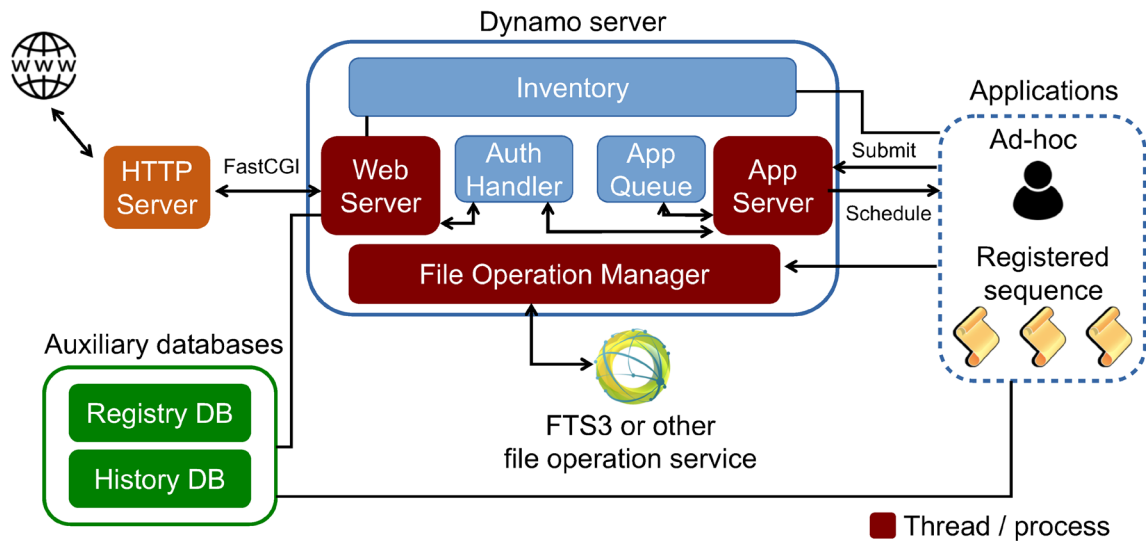 Dynamo server
WWW
Inventory
Applications
Ad-hoc
HTTP
Server
FastCGI
Web
Server
Auth
Handler
App
Queue
App
Server
Submit
Schedule
File Operation Manager
Registered
sequence
Auxiliary databases
Registry DB
History DB
FTS3 or other
file operation service
Thread / process